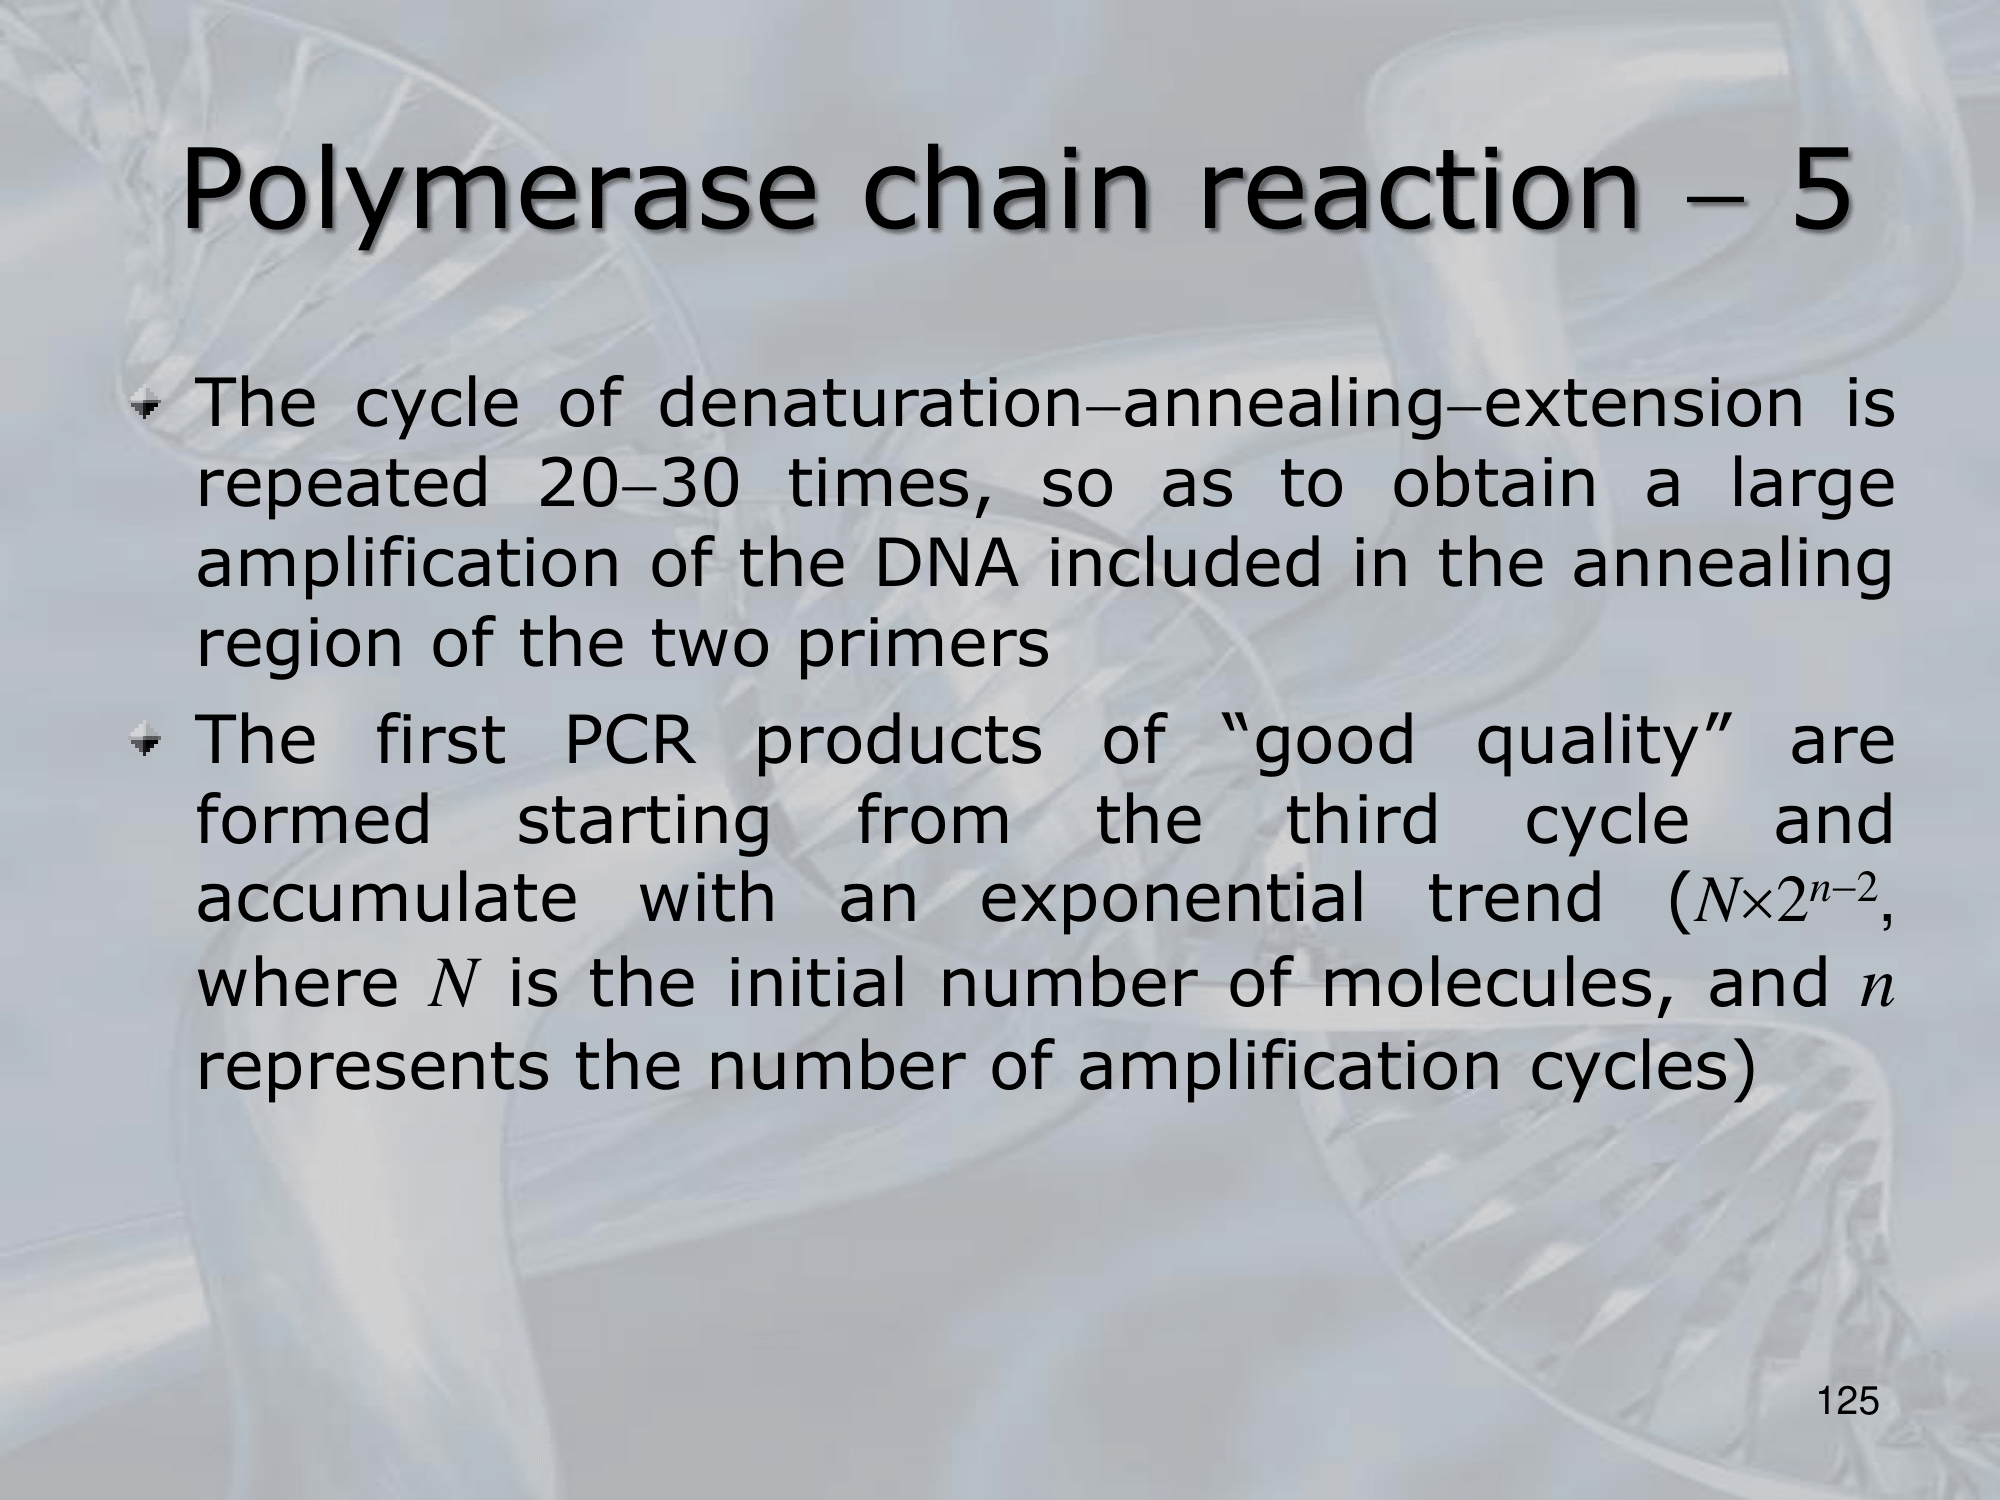 Polymerase chain reaction – 5
The cycle of denaturation–annealing–extension is
repeated 20–30 times, so as to obtain a large
amplification of the DNA included in the annealing
region of the two primers
The first PCR products of “good quality” are
formed starting from the third cycle and
accumulate with an exponential trend (N×2ⁿ⁻²,
where N is the initial number of molecules, and n
represents the number of amplification cycles)
125